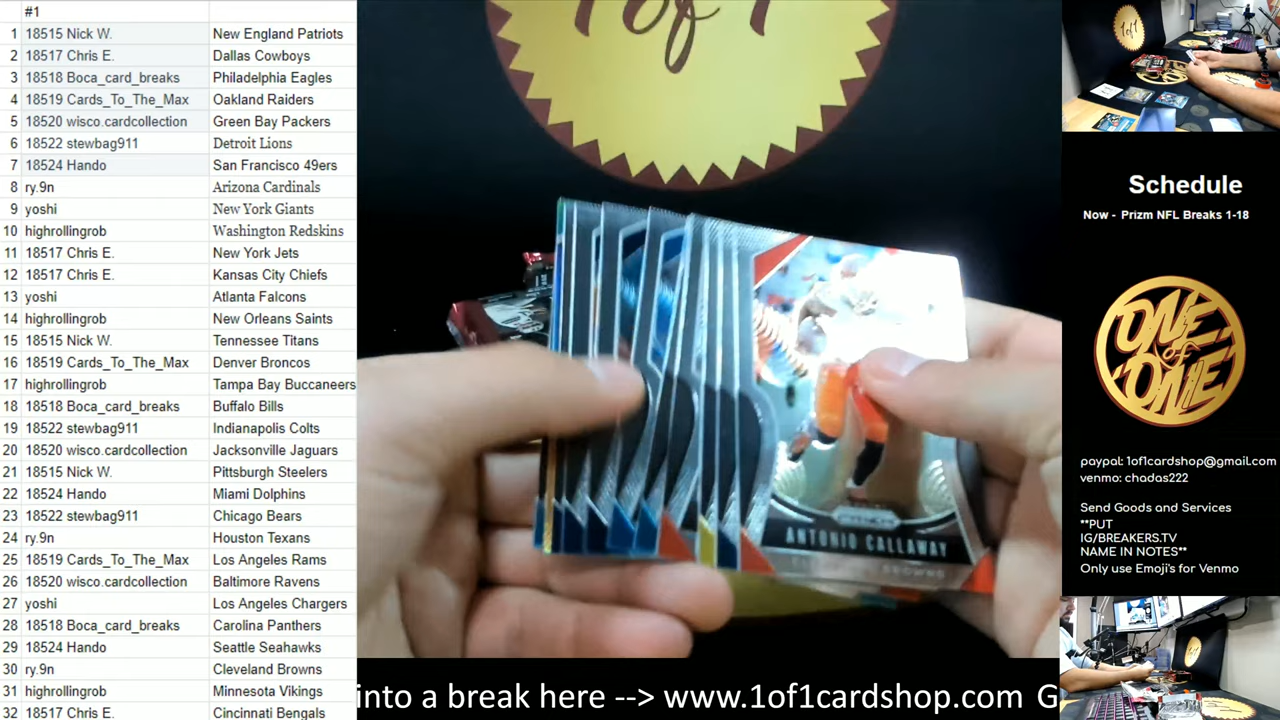 #1
1 18515 Nick W. New England Patriots
2 18517 Chris E. Dallas Cowboys
3 18518 Boca_card_breaks Philadelphia Eagles
4 18519 Cards_To_The_Max Oakland Raiders
5 18520 wisco.cardcollection Green Bay Packers
6 18522 stewbag911 Detroit Lions
7 18524 Hando San Francisco 49ers
8 ry.9n Arizona Cardinals
9 yoshi New York Giants
10 highrollingrob Washington Redskins
11 18517 Chris E. New York Jets
12 18517 Chris E. Kansas City Chiefs
13 yoshi Atlanta Falcons
14 highrollingrob New Orleans Saints
15 18515 Nick W. Tennessee Titans
16 18519 Cards_To_The_Max Denver Broncos
17 highrollingrob Tampa Bay Buccaneers
18 18518 Boca_card_breaks Buffalo Bills
19 18522 stewbag911 Indianapolis Colts
20 18520 wisco.cardcollection Jacksonville Jaguars
21 18515 Nick W. Pittsburgh Steelers
22 18524 Hando Miami Dolphins
23 18522 stewbag911 Chicago Bears
24 ry.9n Houston Texans
25 18519 Cards_To_The_Max Los Angeles Rams
26 18520 wisco.cardcollection Baltimore Ravens
27 yoshi Los Angeles Chargers
28 18518 Boca_card_breaks Carolina Panthers
29 18524 Hando Seattle Seahawks
30 ry.9n Cleveland Browns
31 highrollingrob Minnesota Vikings
32 18517 Chris E. Cincinnati Bengals
1 of 1
ANTONIO CALLAWAY
BROWNS
into a break here --> www.1of1cardshop.com G
1 of 1
Schedule
Now - Prizm NFL Breaks 1-18
ONE
of
ONE
paypal: 1of1cardshop@gmail.com
venmo: chadas222
Send Goods and Services
**PUT
IG/BREAKERS.TV
NAME IN NOTES**
Only use Emoji's for Venmo